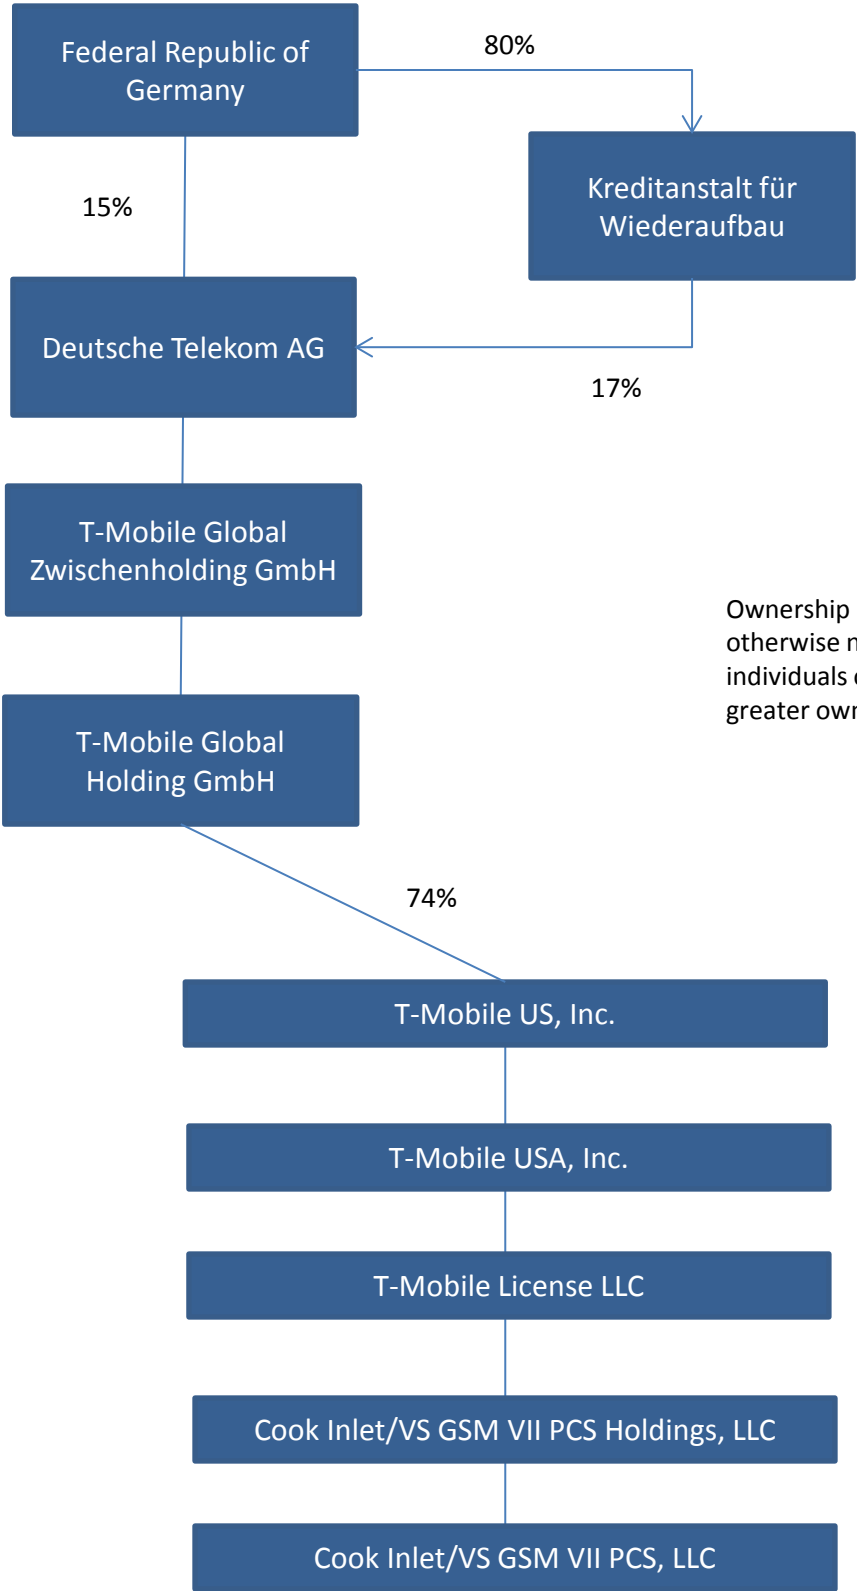 Federal Republic of
Germany
80%
Kreditanstalt für
Wiederaufbau
15%
Deutsche Telekom AG
17%
T-Mobile Global
Zwischenholding GmbH
Ownership
otherwise
individuals
greater
T-Mobile Global
Holding GmbH
74%
T-Mobile US, Inc.
T-Mobile USA, Inc.
T-Mobile License LLC
Cook Inlet/VS GSM VII PCS Holdings, LLC
Cook Inlet/VS GSM VII PCS, LLC